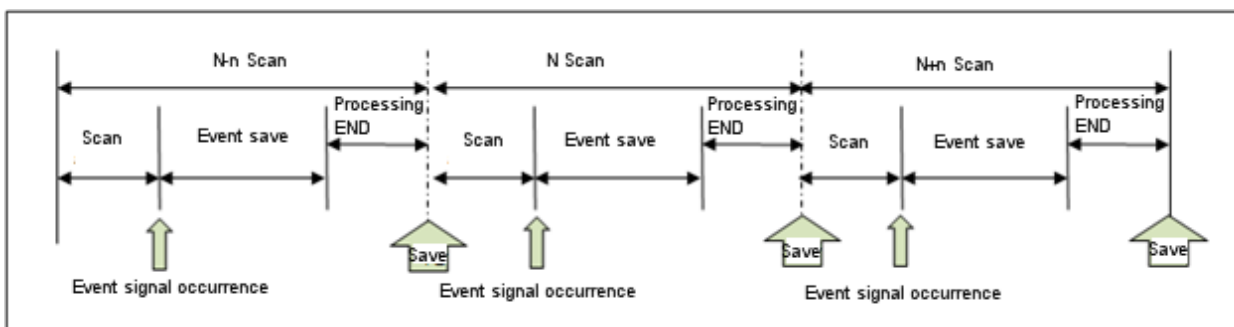 N-n Scan
N Scan
N+n Scan
Processing
END
Processing
END
Processing
END
Scan
Event save
Scan
Event save
Scan
Event save
Save
Save
Save
Event signal occurrence
Event signal occurrence
Event signal occurrence